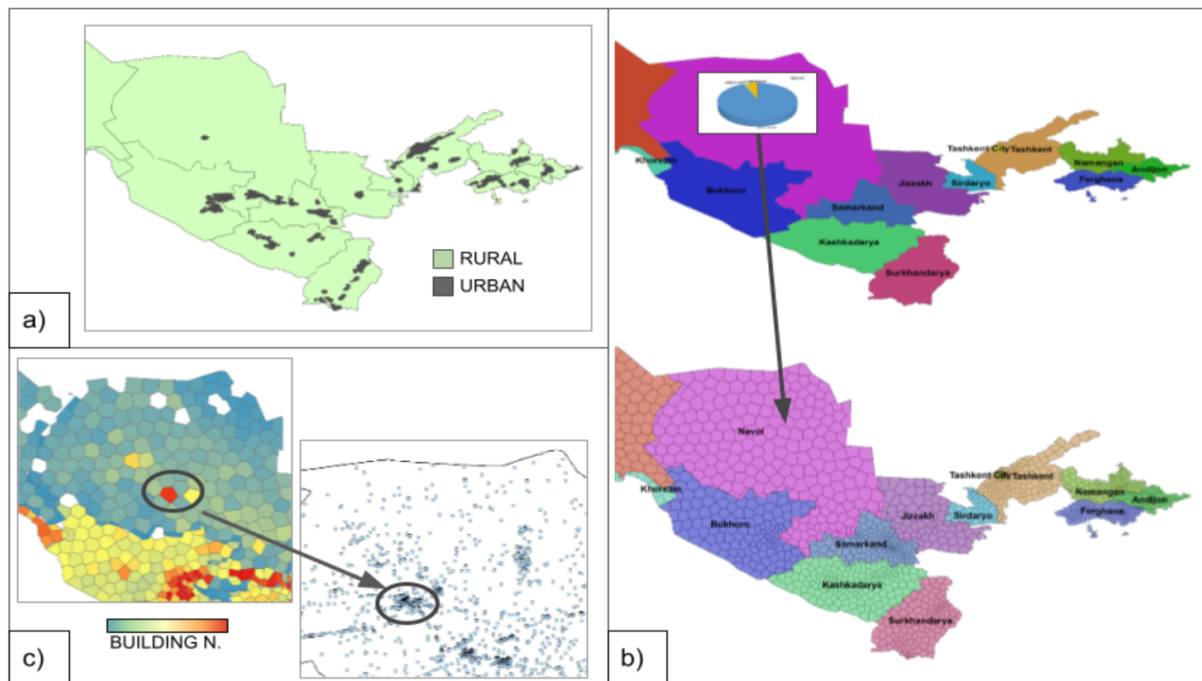 RURAL
URBAN
a)
BUILDING N.
c)
Navoi
Khorezm
Bukhoro
Tashkent City
Tashkent
Jizzakh
Sirdaryo
Namangan
Andijon
Ferghana
Samarkand
Kashkadarya
Surkhandarya
Navoi
Khorezm
Bukhoro
Tashkent City
Tashkent
Jizzakh
Sirdaryo
Namangan
Andijon
Ferghana
Samarkand
Kashkadarya
Surkhandarya
b)